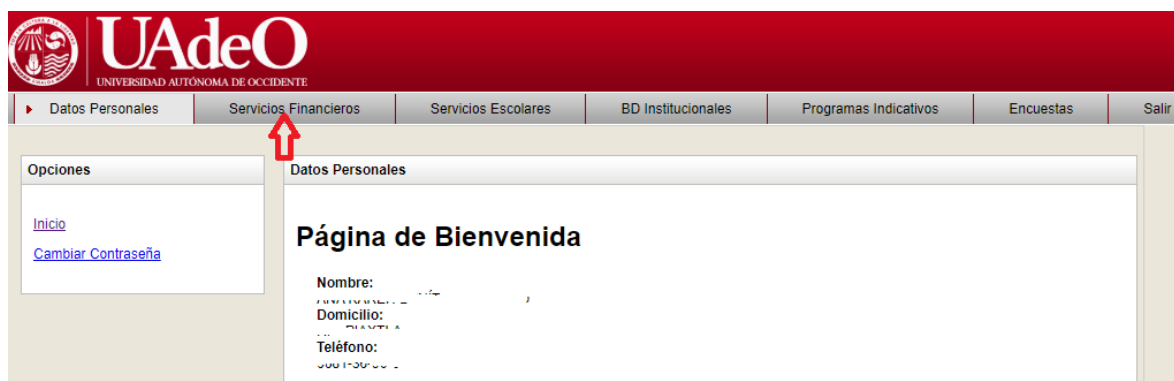 UAdeO
UNIVERSIDAD AUTÓNOMA DE OCCIDENTE
Datos Personales Servicios Financieros Servicios Escolares BD Institucionales Programas Indicativos Encuestas Salir
Opciones
Inicio
Cambiar Contraseña
Datos Personales
Página de Bienvenida
Nombre:
Domicilio:
Teléfono: